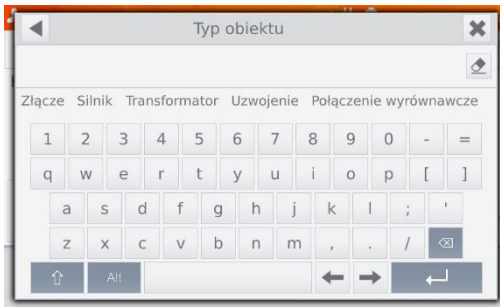 Typ obiektu
Złącze Silnik Transformator Uzwojenie Połączenie wyrównawcze
1 2 3 4 5 6 7 8 9 0 - =
q w e r t y u i o p [ ]
a s d f g h j k l ; '
z x c v b n m , . /
Alt